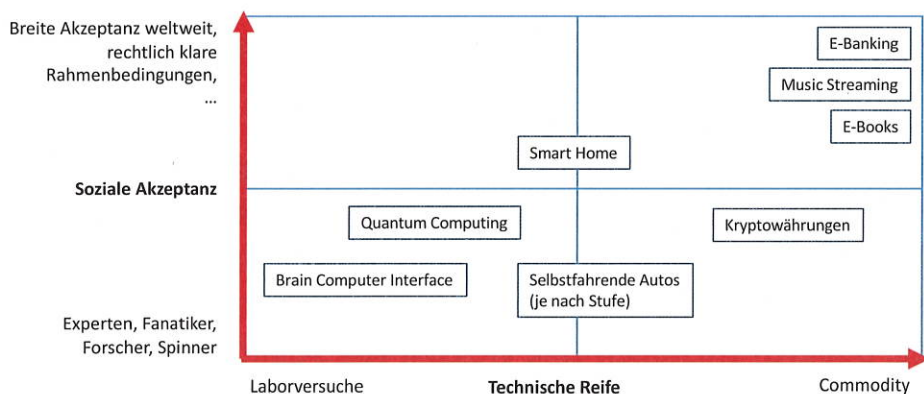 Breite Akzeptanz weltweit,
rechtlich klare
Rahmenbedingungen,
...
E-Banking
Music Streaming
E-Books
Smart Home
Soziale Akzeptanz
Quantum Computing
Kryptowährungen
Brain Computer Interface
Selbstfahrende Autos
(je nach Stufe)
Experten, Fanatiker,
Forscher, Spinner
Laborversuche
Technische Reife
Commodity